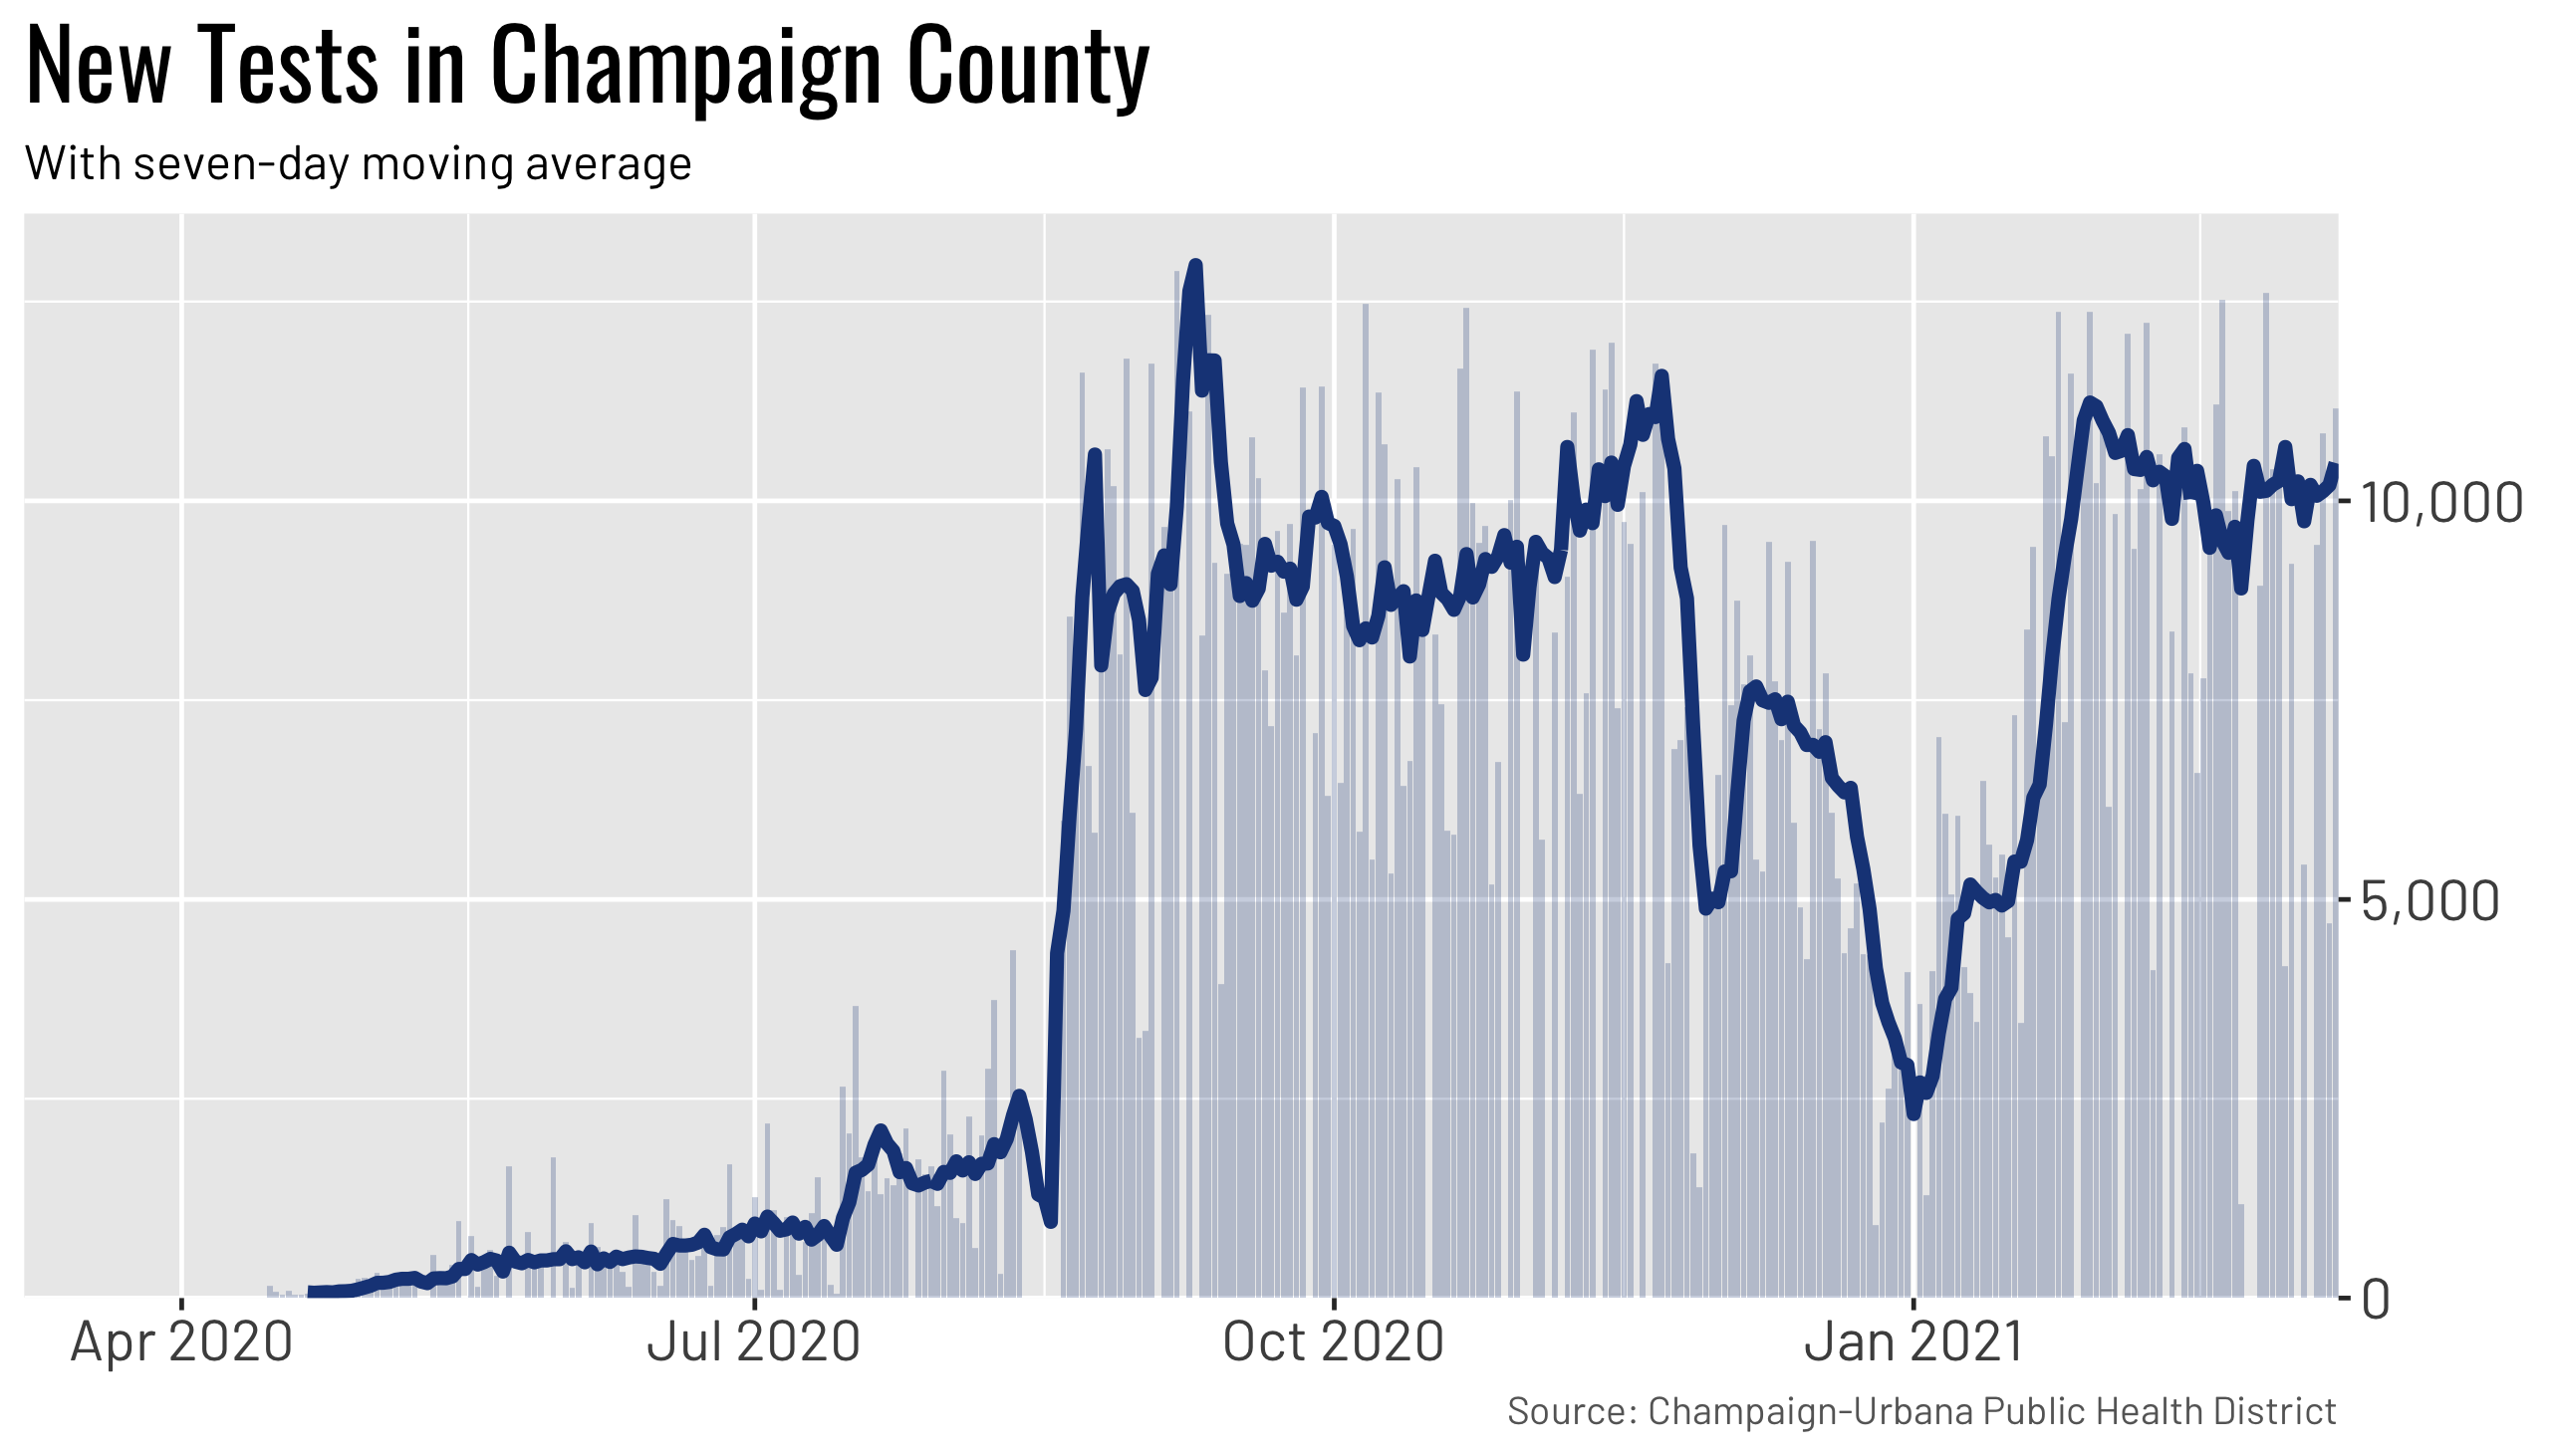 New Tests in Champaign County
With seven-day moving average
10,000
5,000
0
Apr 2020 Jul 2020 Oct 2020 Jan 2021
Source: Champaign-Urbana Public Health District